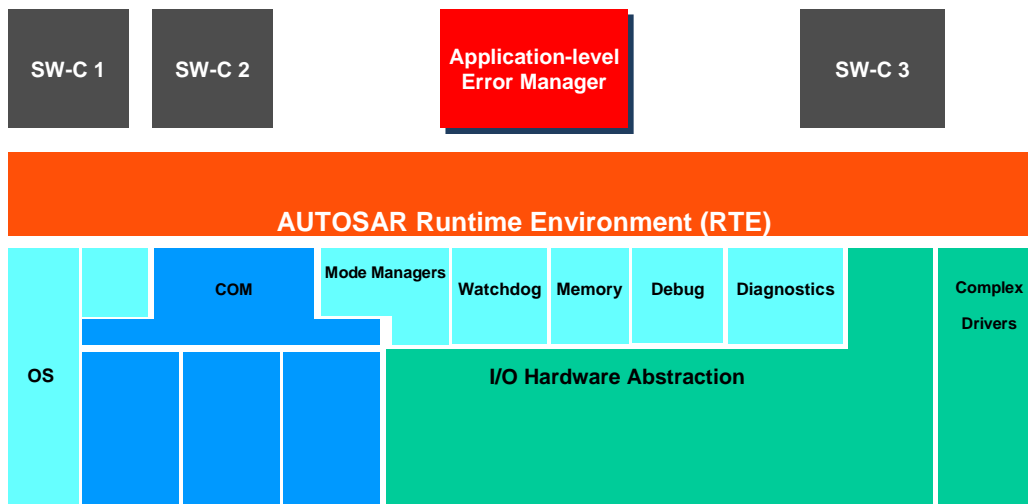 SW-C 1
SW-C 2
Application-level
Error Manager
SW-C 3
AUTOSAR Runtime Environment (RTE)
COM
Mode Managers
Watchdog
Memory
Debug
Diagnostics
Complex
Drivers
OS
I/O Hardware Abstraction